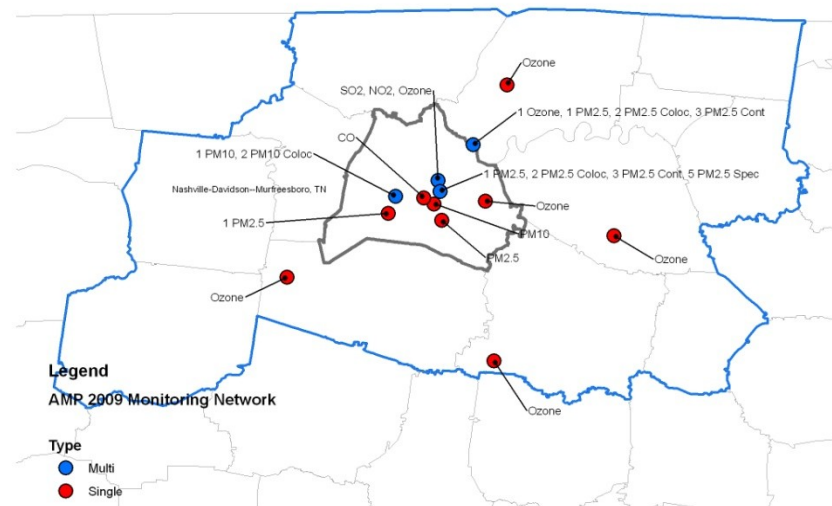 Ozone
SO2, NO2, Ozone
1 Ozone, 1 PM2.5, 2 PM2.5 Coloc, 3 PM2.5 Cont
CO
1 PM10, 2 PM10 Coloc
1 PM2.5, 2 PM2.5 Coloc, 3 PM2.5 Cont, 5 PM2.5 Spec
Nashville-Davidson--Murfreesboro, TN
Ozone
1 PM2.5
PM10
PM2.5
Ozone
Ozone
Legend
AMP 2009 Monitoring Network
Ozone
Type
Multi
Single